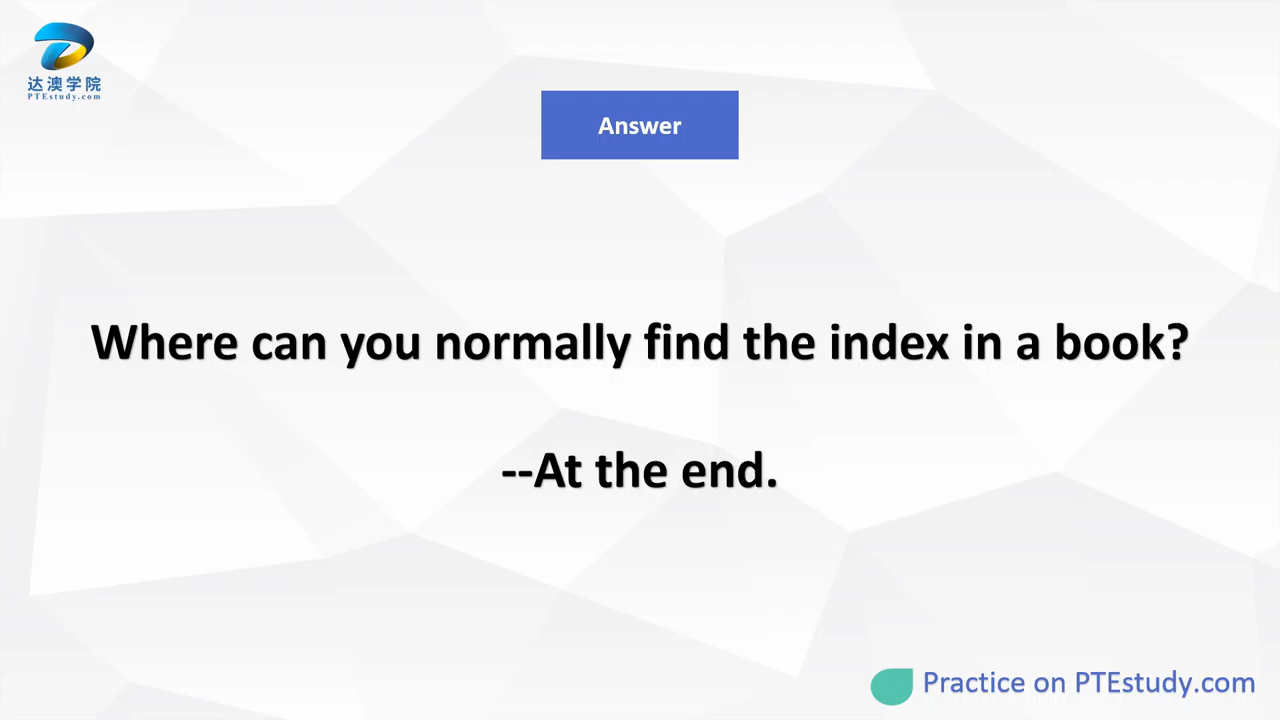 达澳学院
PTEstudy.com
Answer
Where can you normally find the index in a book?
--At the end.
Practice on PTEstudy.com